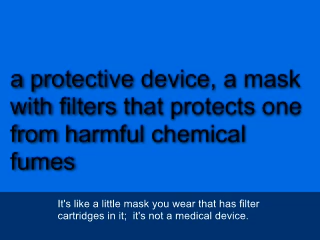 a protective device, a mask
with filters that protects one
from harmful chemical
fumes
It's like a little mask you wear that has filter
cartridges in it;  it's not a medical device.